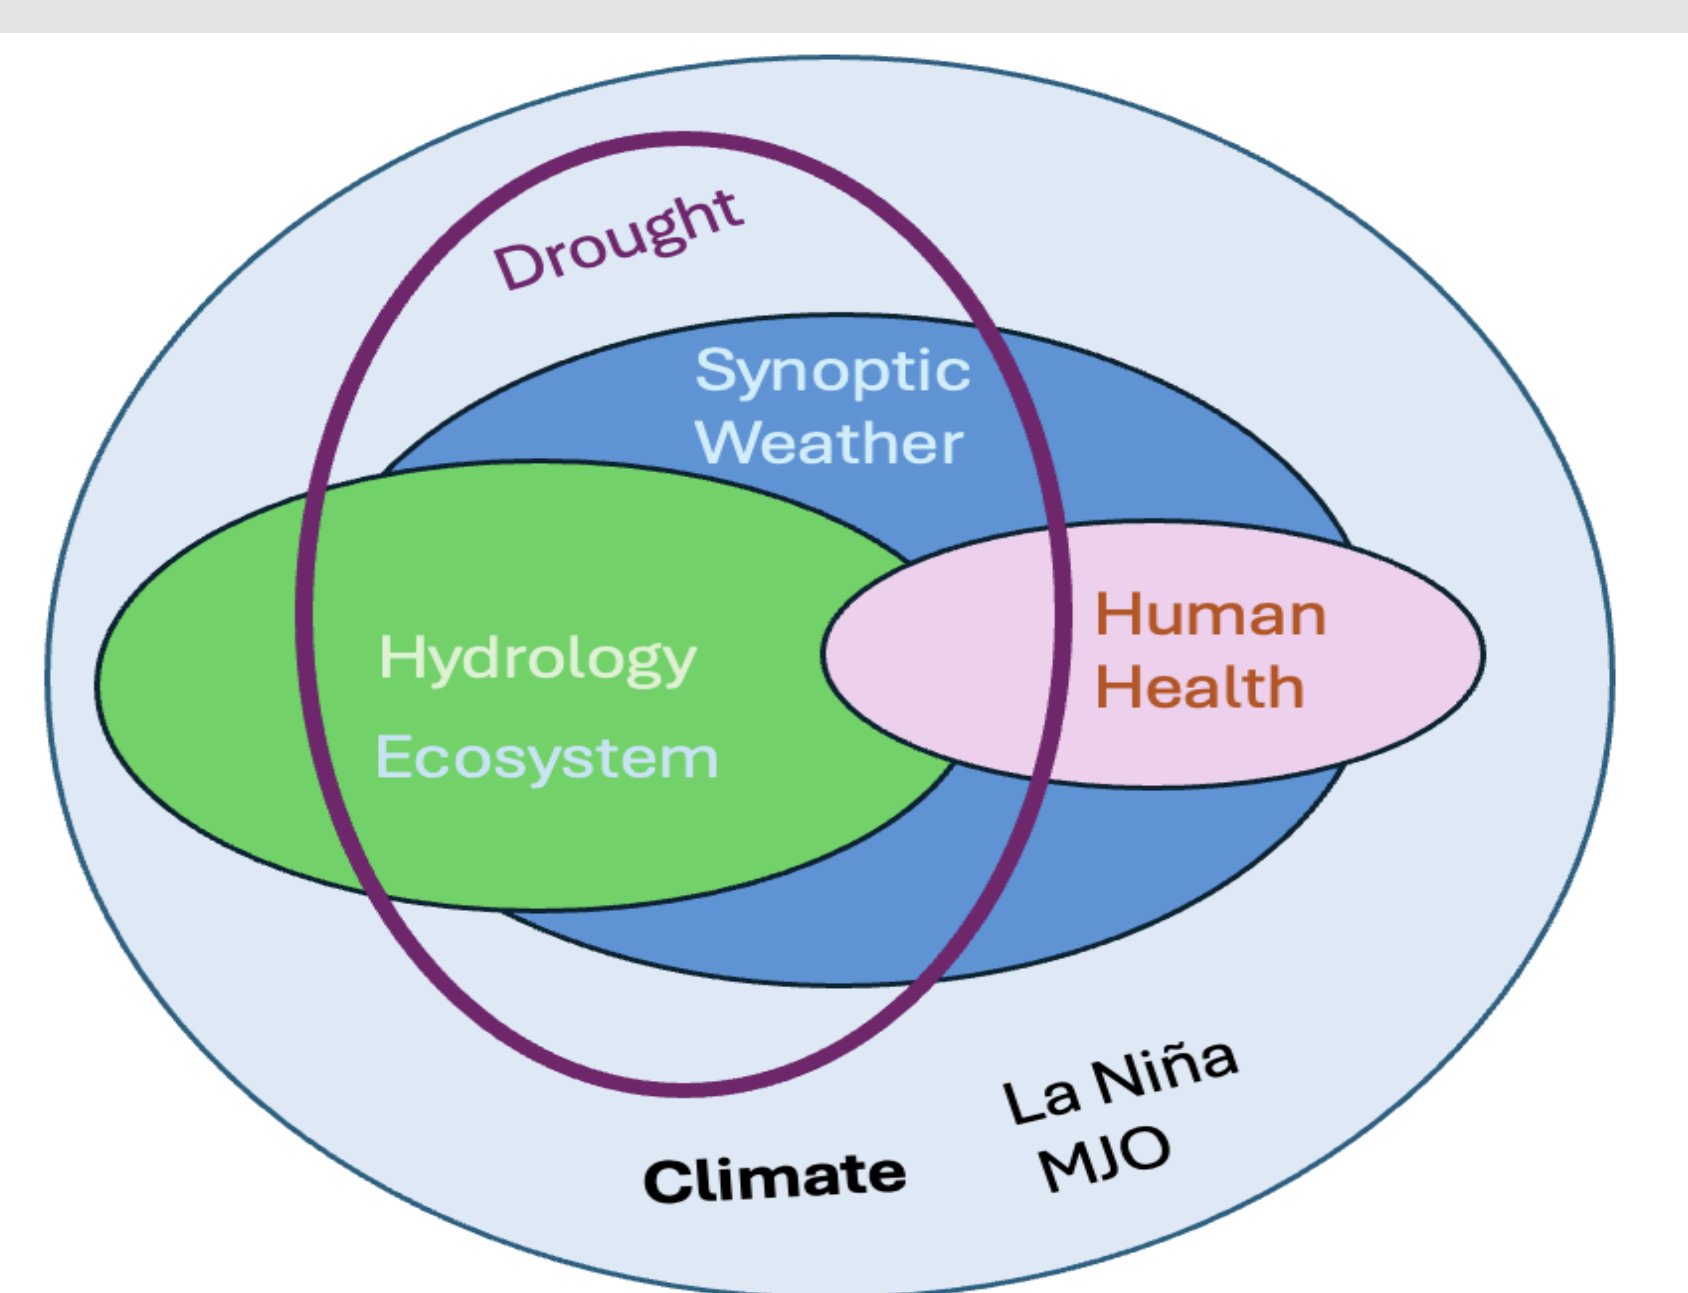 Drought
Synoptic
Weather
Hydrology
Ecosystem
Human
Health
La Niña
MJO
Climate